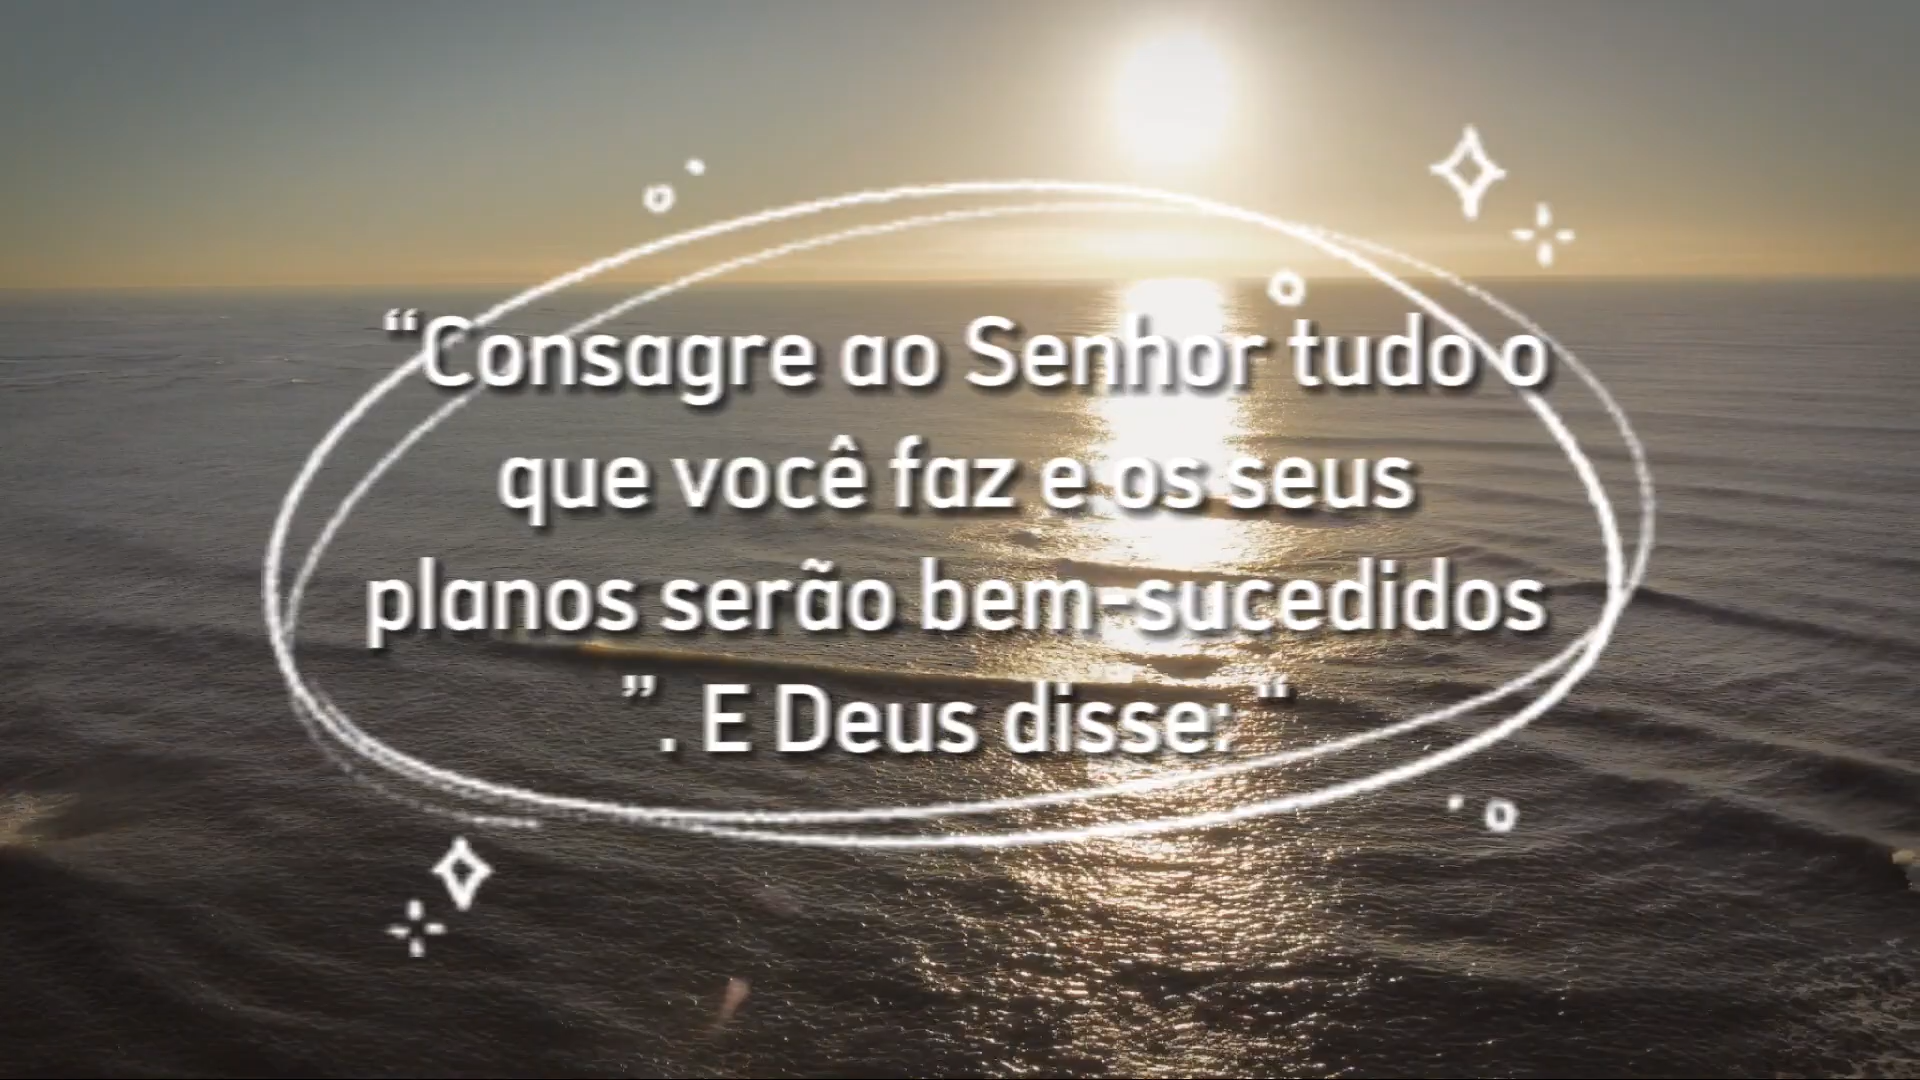 “Consagre ao Senhor tudo o
que você faz e os seus
planos serão bem-sucedidos
”. E Deus disse: “